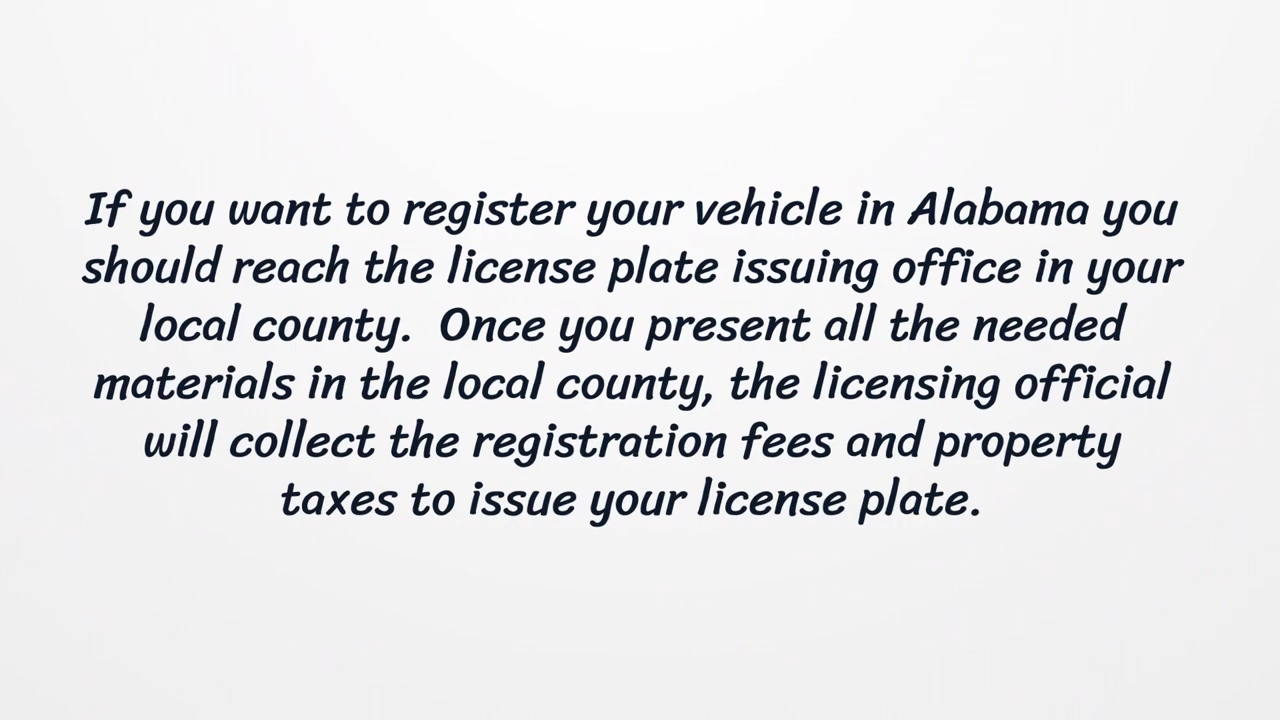 If you want to register your vehicle in Alabama you
should reach the license plate issuing office in your
local county.  Once you present all the needed
materials in the local county, the licensing official
will collect the registration fees and property
taxes to issue your license plate.